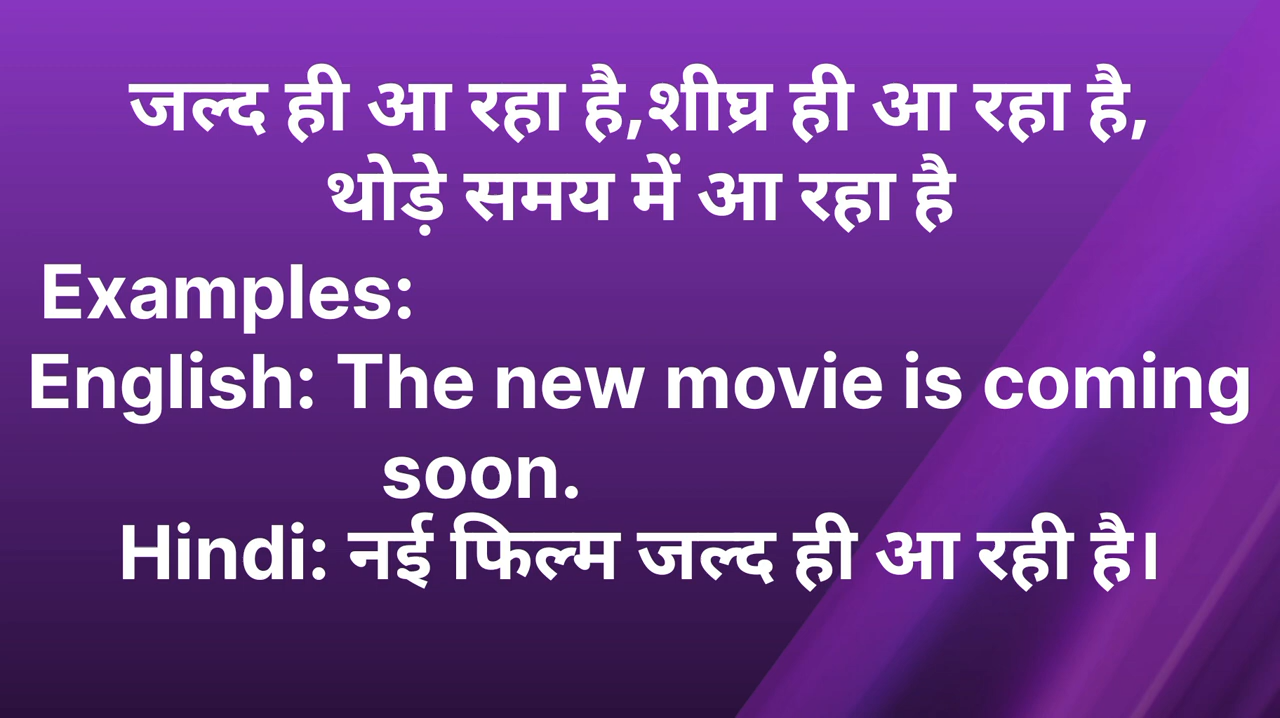 जल्द ही आ रहा है,शीघ्र ही आ रहा है,
थोड़े समय में आ रहा है
Examples:
English: The new movie is coming
soon.
Hindi: नई फिल्म जल्द ही आ रही है।